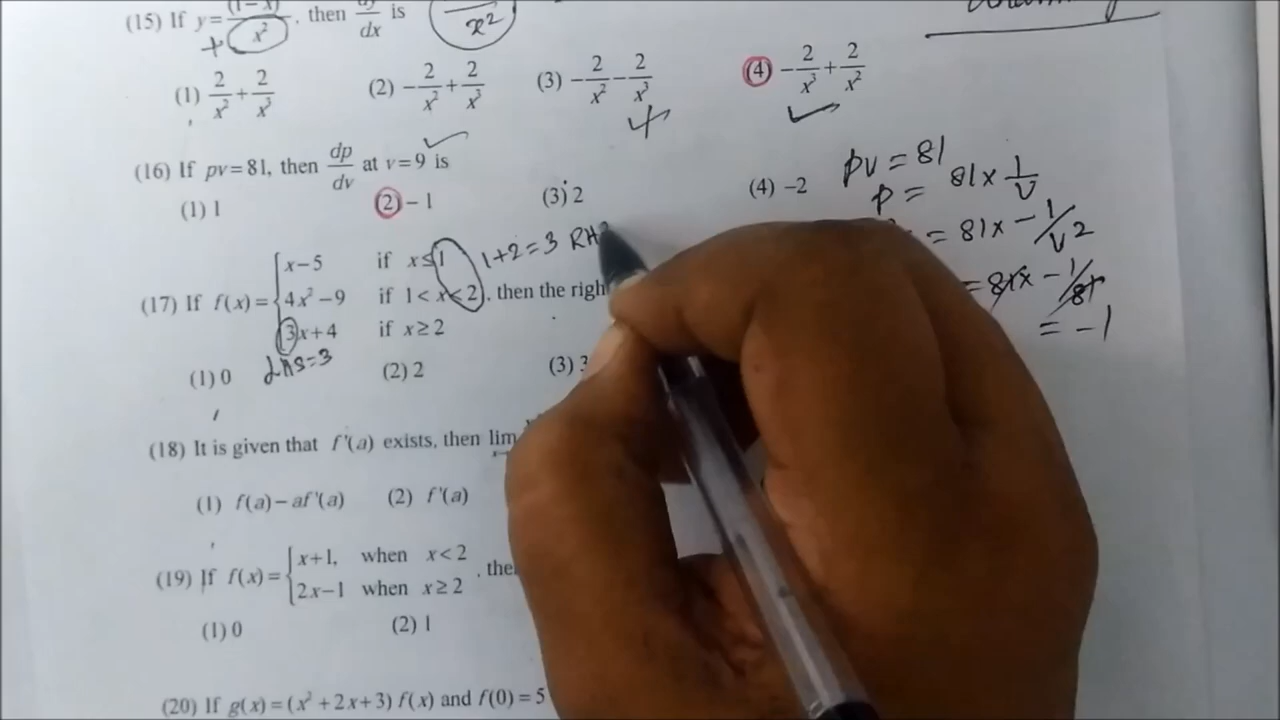 (15) If y = (1-x)/x², then dy/dx is
x²
(1) 2/x² + 2/x³ (2) -2/x² + 2/x³ (3) -2/x² - 2/x³ (4) -2/x³ + 2/x²
(16) If pv = 81, then dp/dv at v = 9 is
(1) 1 (2) -1 (3) 2 (4) -2
pv = 81
p = 81 x 1/v
= 81x -1/v2
= 81x -1/81
= -1
1+2=3
(17) If f(x) = { x-5 if x≤1
4x²-9 if 1<x<2, then the righ
3x+4 if x≥2
LHS=3
(1) 0 (2) 2 (3)
(18) It is given that f'(a) exists, then lim
(1) f(a)-af'(a) (2) f'(a)
(19) If f(x) = { x+1, when x<2
2x-1 when x≥2
(1) 0 (2) 1
(20) If g(x) = (x²+2x+3) f(x) and f(0) = 5